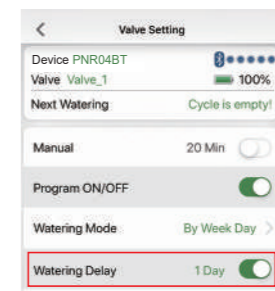 Valve Setting
Device PNR04BT
Valve Valve_1 100%
Next Watering Cycle is empty!
Manual 20 Min
Program ON/OFF
Watering Mode By Week Day
Watering Delay 1 Day